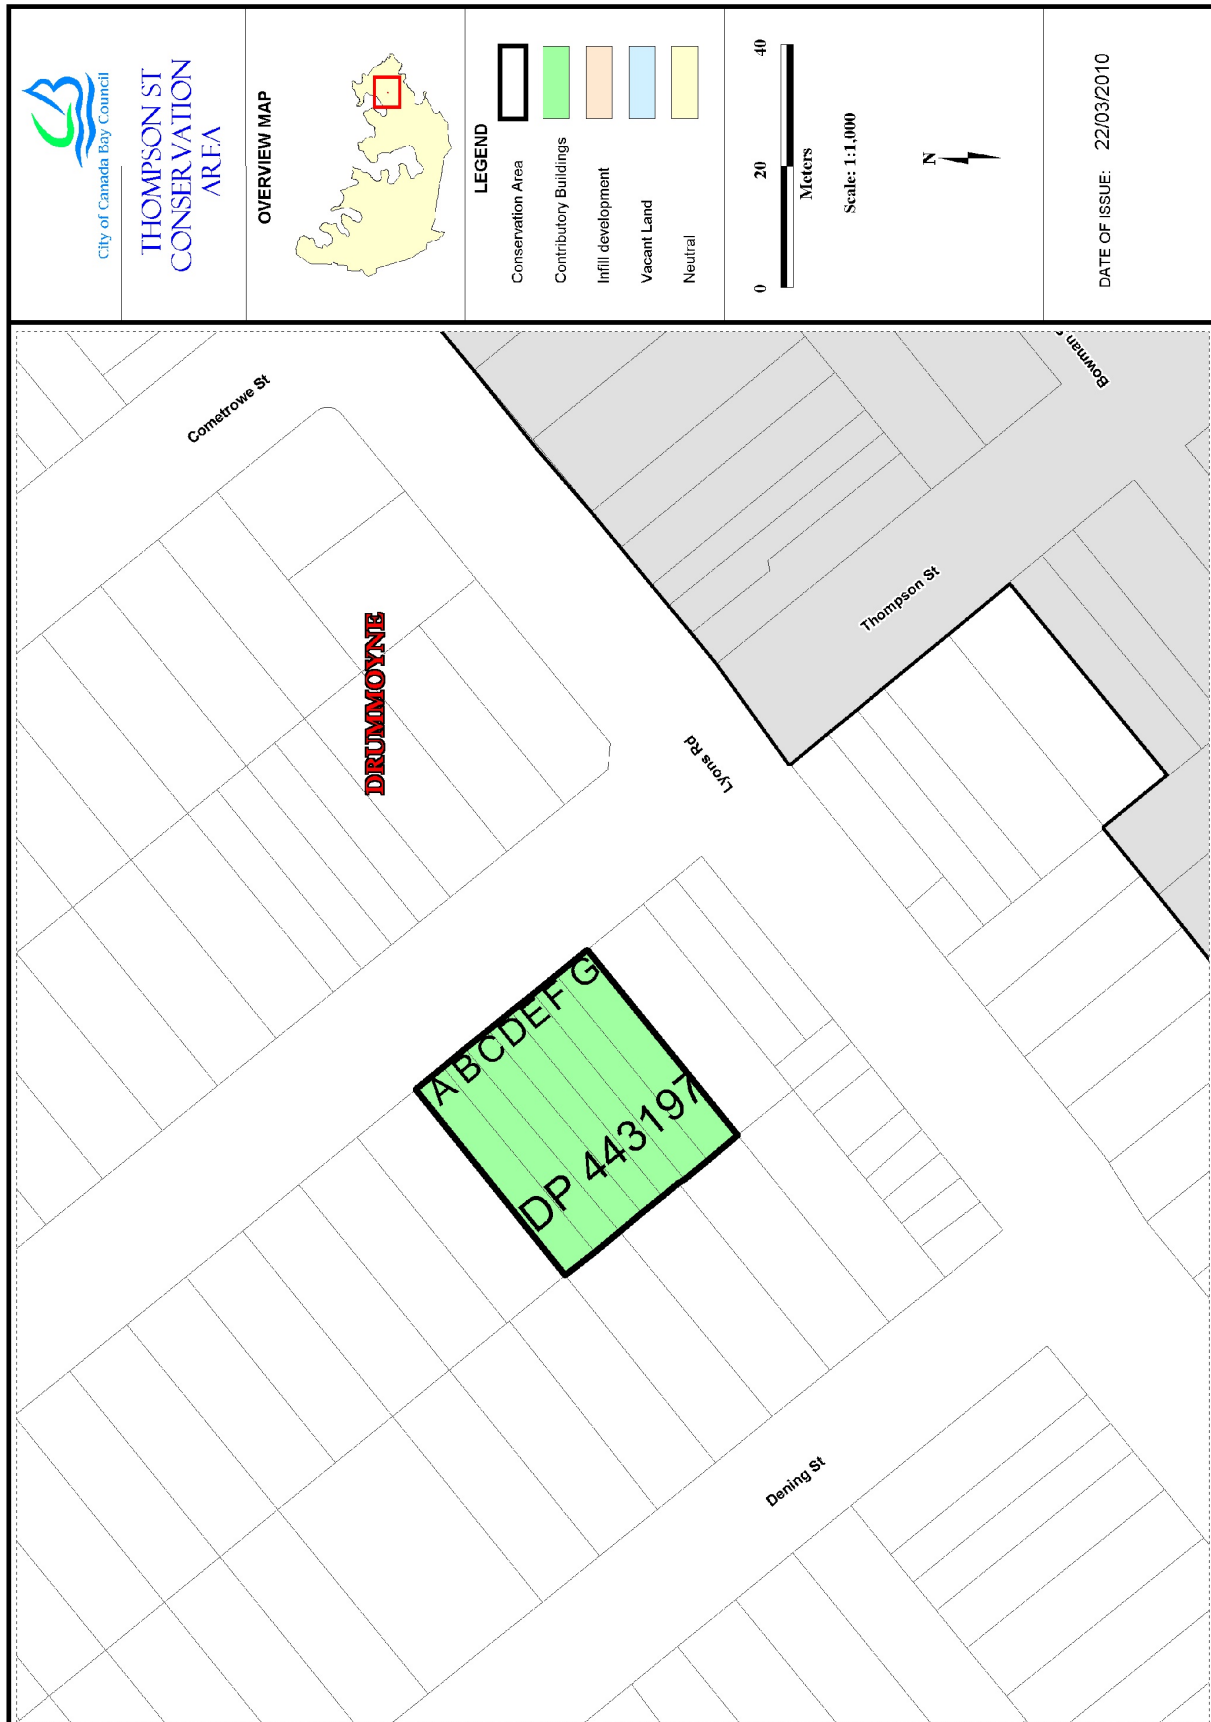 City of Canada Bay Council
THOMPSON ST
CONSERVATION
AREA
OVERVIEW MAP
LEGEND
Conservation Area
Contributory Buildings
Infill development
Vacant Land
Neutral
0 20 40
Meters
Scale: 1:1,000
N
DATE OF ISSUE: 22/03/2010
Cometrowe St
DRUMMOYNE
Bowman
Thompson St
Lyons Rd
A B C D E F G
DP 443197
Dening St